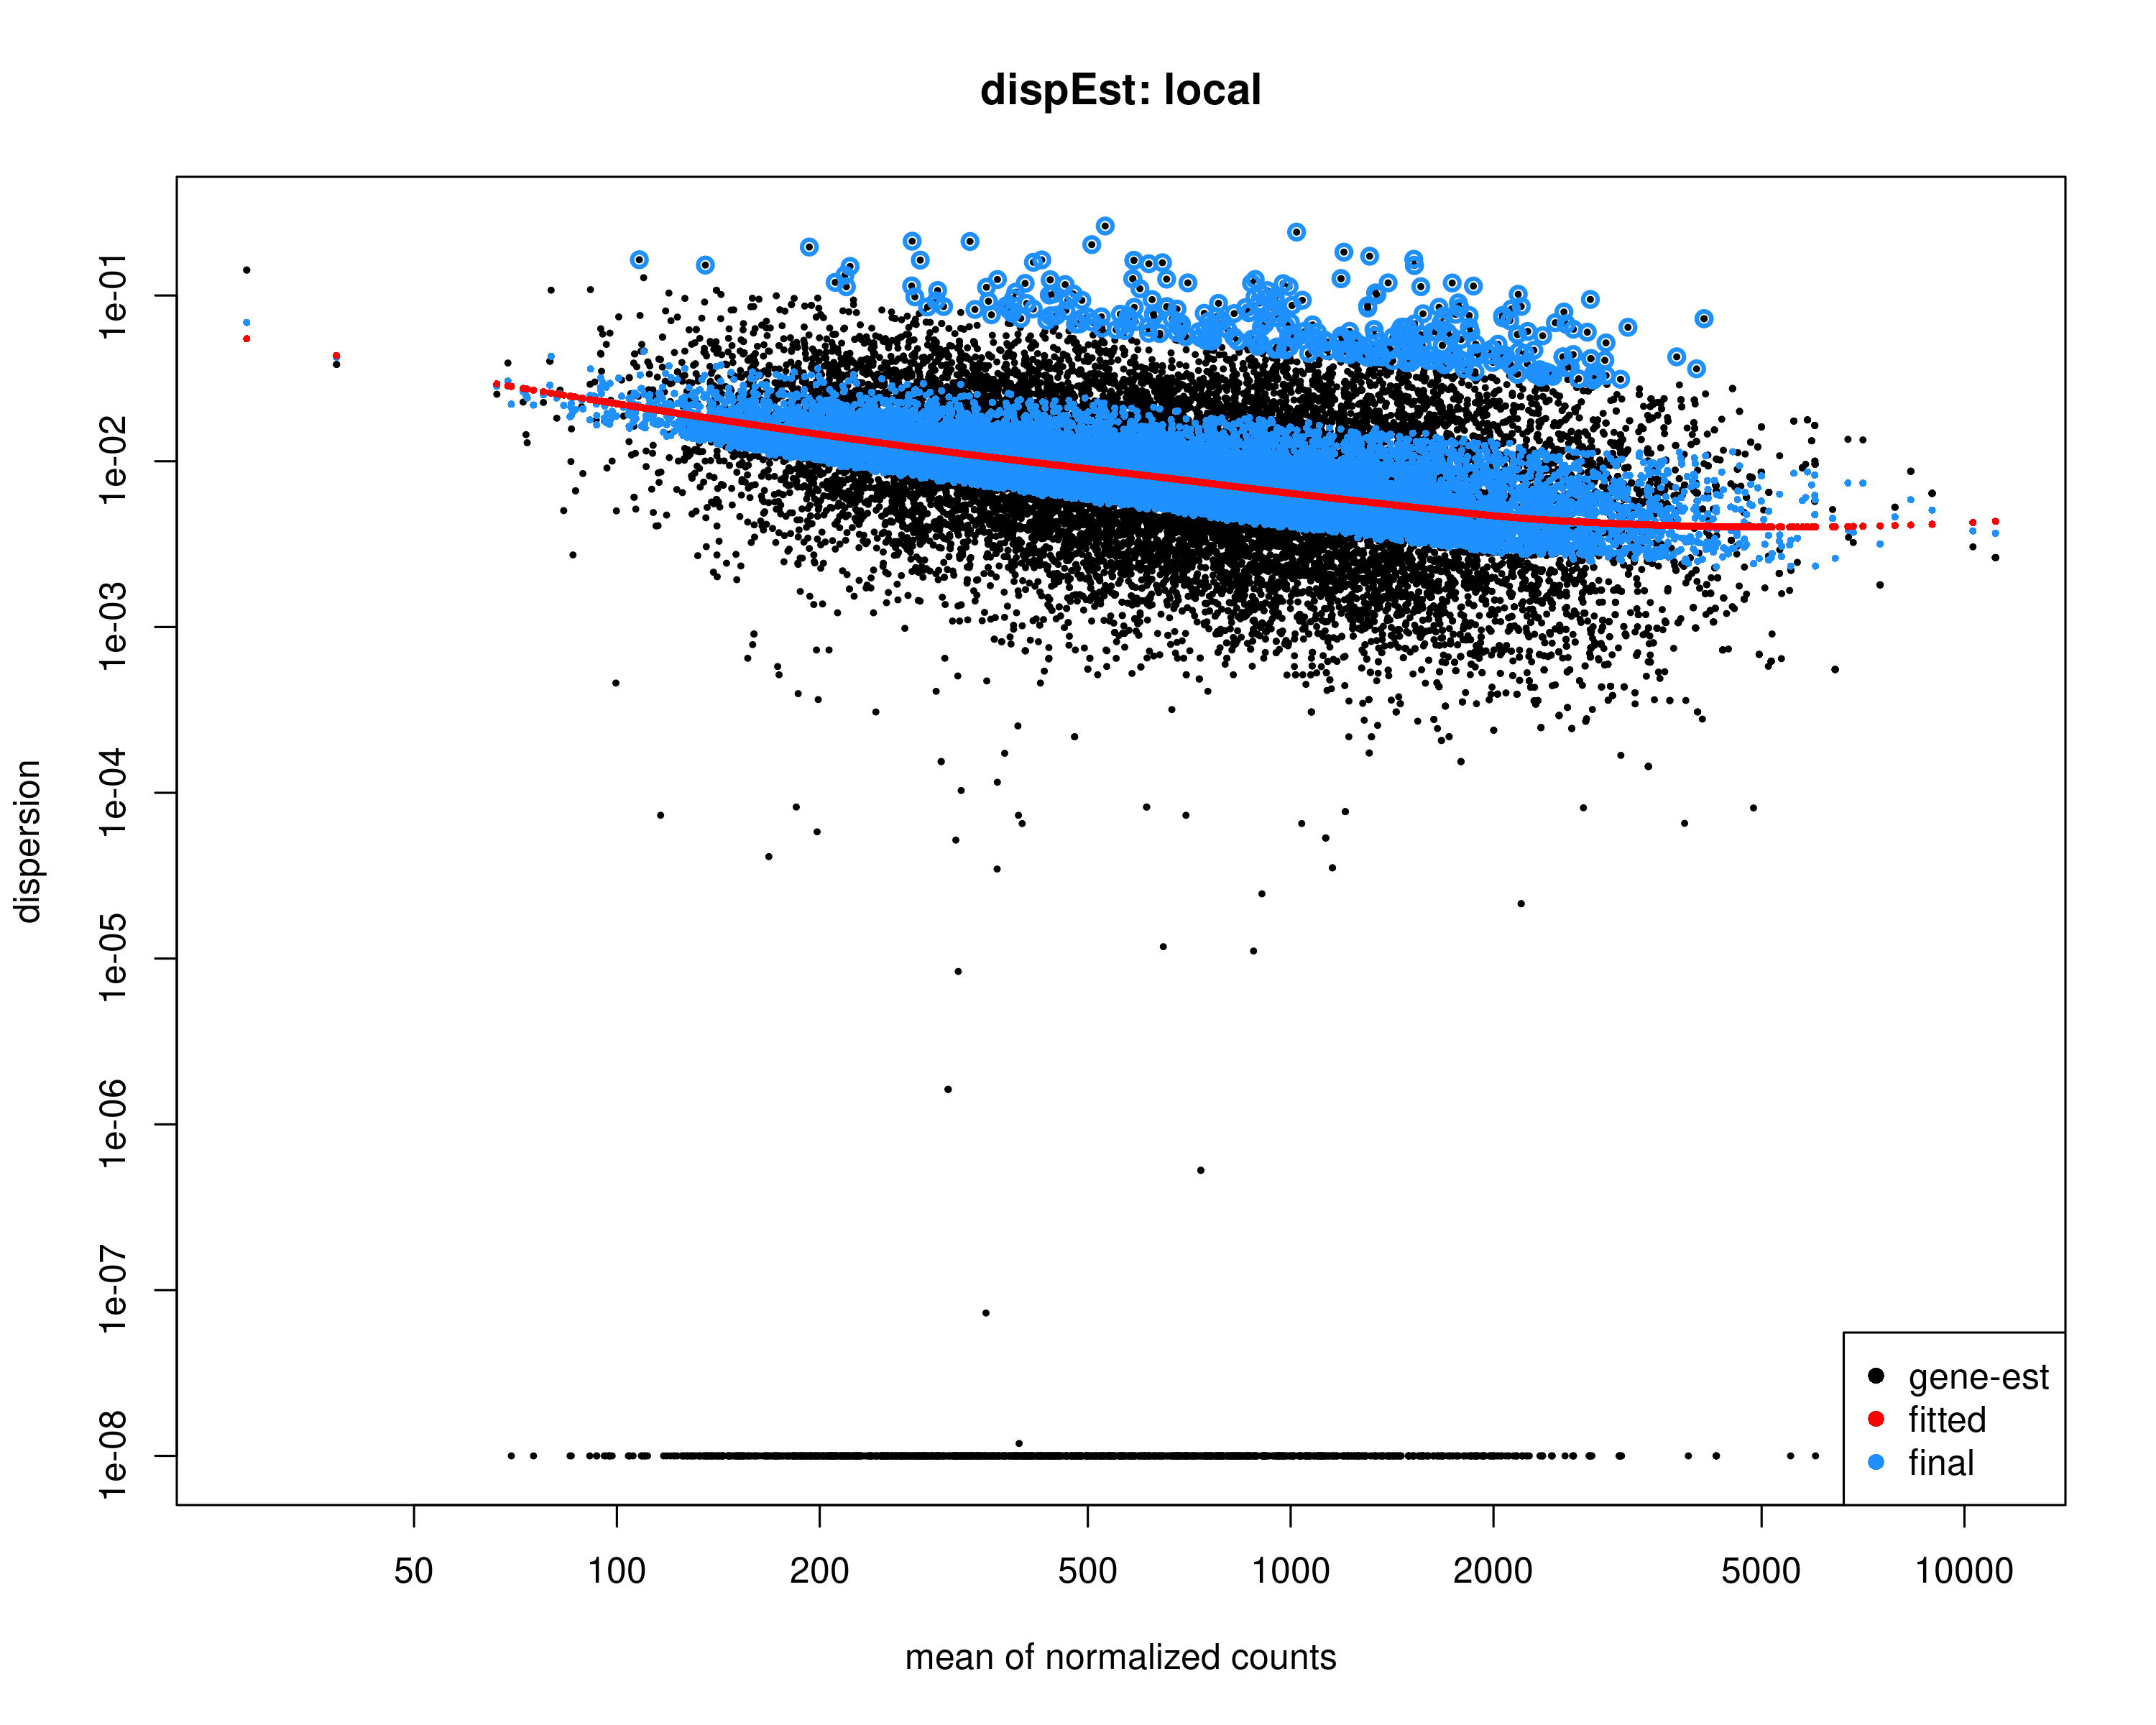 dispEst: local
dispersion
1e-01
1e-02
1e-03
1e-04
1e-05
1e-06
1e-07
1e-08
gene-est
fitted
final
50 100 200 500 1000 2000 5000 10000
mean of normalized counts